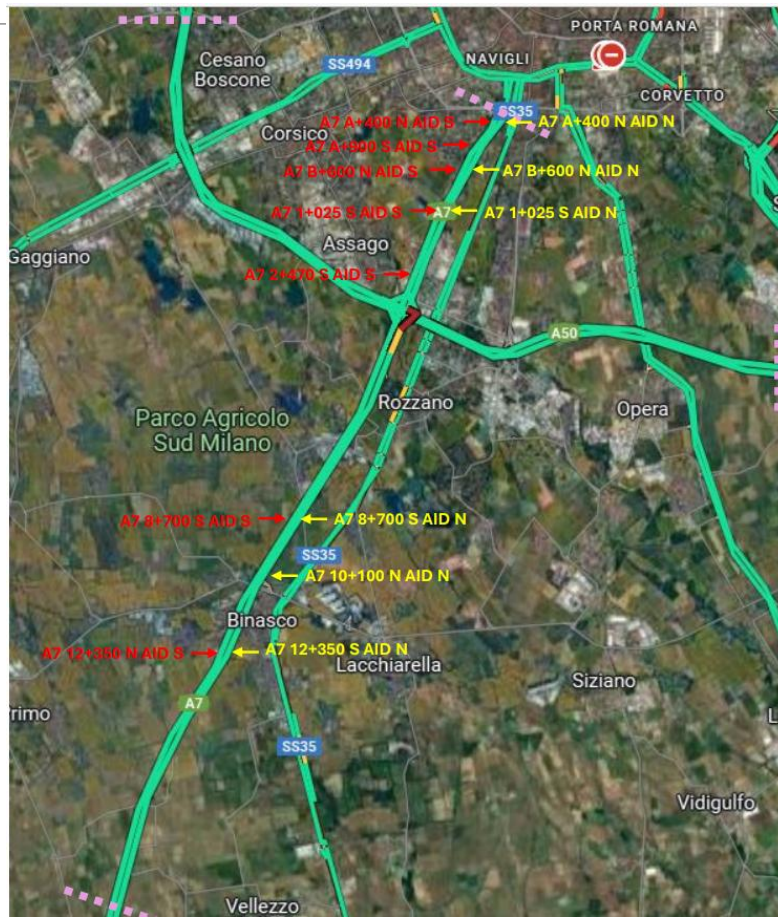 PORTA ROMANA
Cesano
Boscone
NAVIGLI
SS494
CORVETTO
SS35
A7 A+400 N AID S
A7 A+400 N AID N
Corsico
A7 A+800 S AID S
A7 B+600 N AID S
A7 B+600 N AID N
A7 1+025 S AID S
A7
A7 1+025 S AID N
Assago
Gaggiano
A7 2+470 S AID S
A50
Rozzano
Opera
Parco Agricolo
Sud Milano
A7 8+700 S AID S
A7 8+700 S AID N
SS35
A7 10+100 N AID N
Binasco
A7 12+350 N AID S
A7 12+350 S AID N
Lacchiarella
Siziano
A7
rimo
SS35
Vidigulfo
Vellezzo